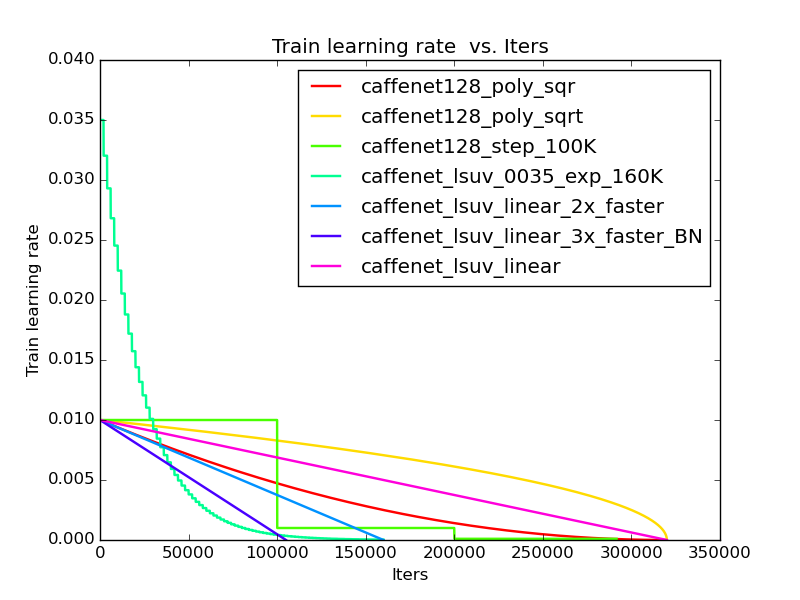 Train learning rate  vs. Iters
0.040
0.035
0.030
0.025
0.020
0.015
0.010
0.005
0.000
Train learning rate
caffenet128_poly_sqr
caffenet128_poly_sqrt
caffenet128_step_100K
caffenet_lsuv_0035_exp_160K
caffenet_lsuv_linear_2x_faster
caffenet_lsuv_linear_3x_faster_BN
caffenet_lsuv_linear
0 50000 100000 150000 200000 250000 300000 350000
Iters